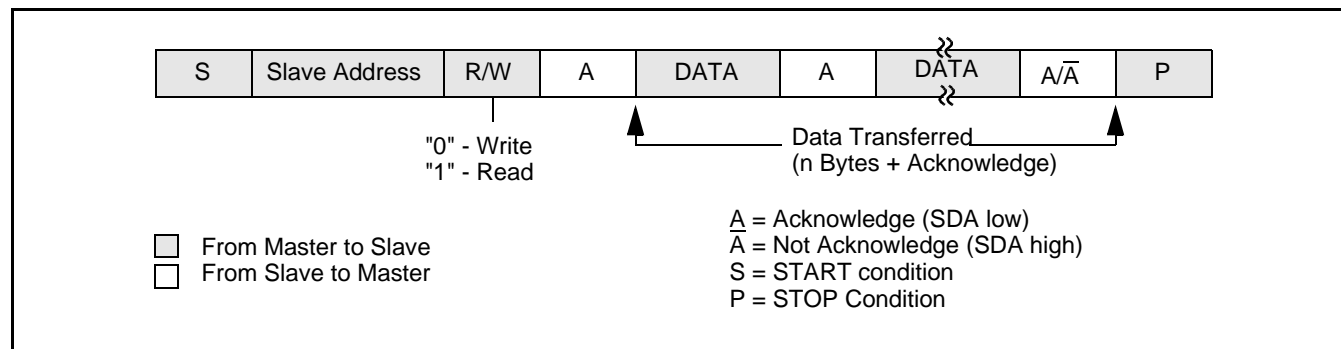 S Slave Address R/W A DATA A DATA A/A̅ P
"0" - Write
"1" - Read
Data Transferred
(n Bytes + Acknowledge)
From Master to Slave
From Slave to Master
A = Acknowledge (SDA low)
A̅ = Not Acknowledge (SDA high)
S = START condition
P = STOP Condition